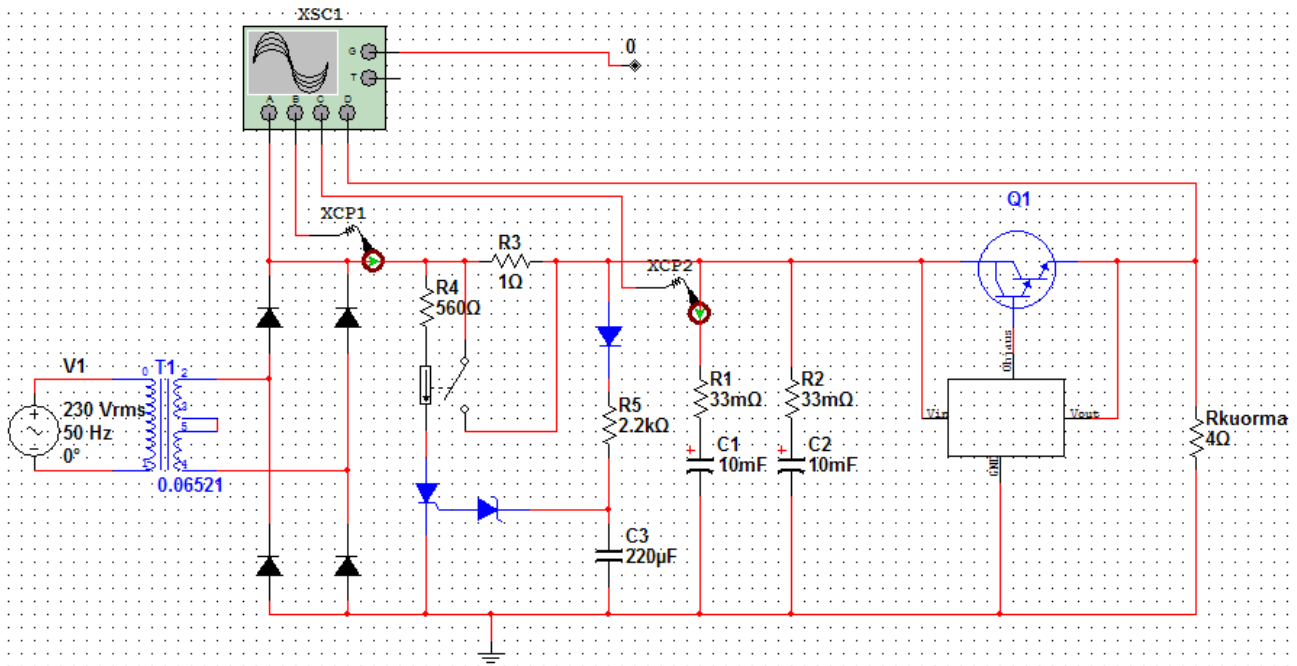 XSC1
G
T
A B C D
0
XCP1
R3
1Ω
XCP2
Q1
R4
560Ω
V1
230 Vrms
50 Hz
0°
T1
0
2
3
5
1
4
0.06521
R5
2.2kΩ
R1
33mΩ
R2
33mΩ
C1
10mF
C2
10mF
C3
220µF
Ohjaus
Vin
Vout
GND
Rkuorma
4Ω